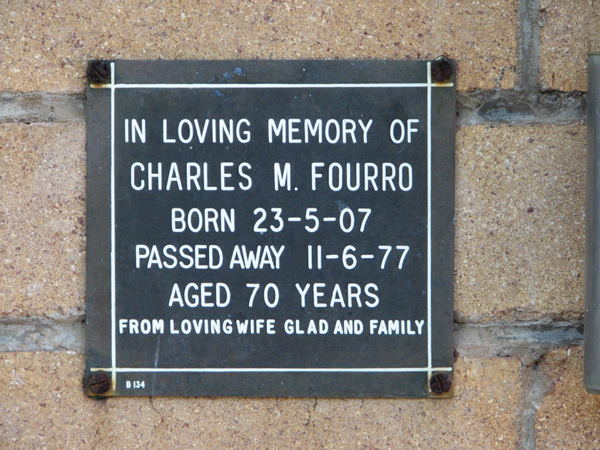 IN LOVING MEMORY OF
CHARLES M. FOURRO
BORN 23-5-07
PASSED AWAY 11-6-77
AGED 70 YEARS
FROM LOVING WIFE GLAD AND FAMILY
B 134